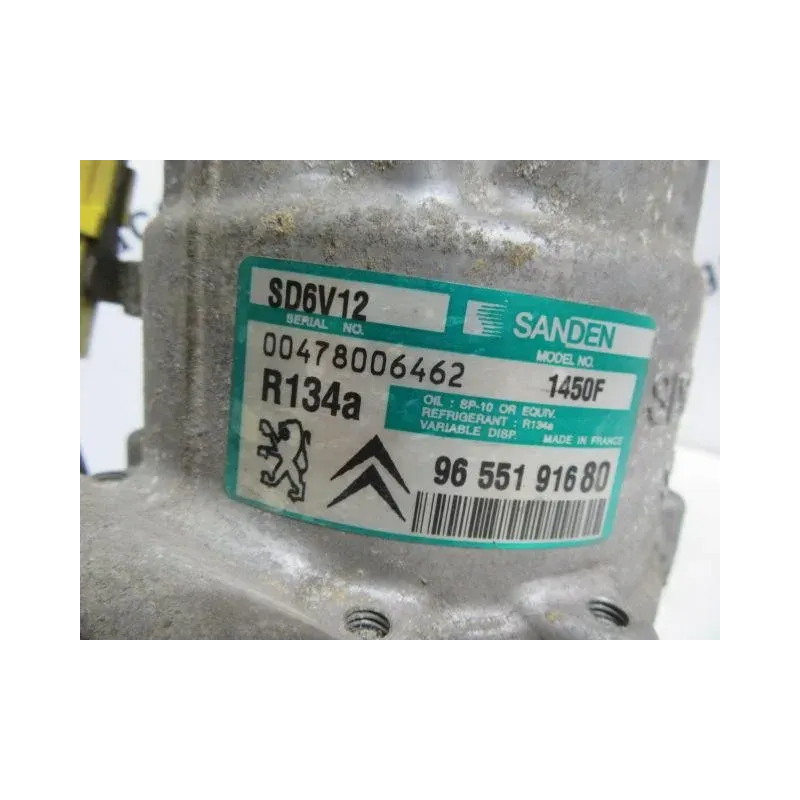 SD6V12
SANDEN
SERIAL NO.
MODEL NO.
00478006462
1450F
R134a
OIL : SP-10 OR EQUIV.
REFRIGERANT : R134a
VARIABLE DISP.
MADE IN FRANCE
96 551 916 80